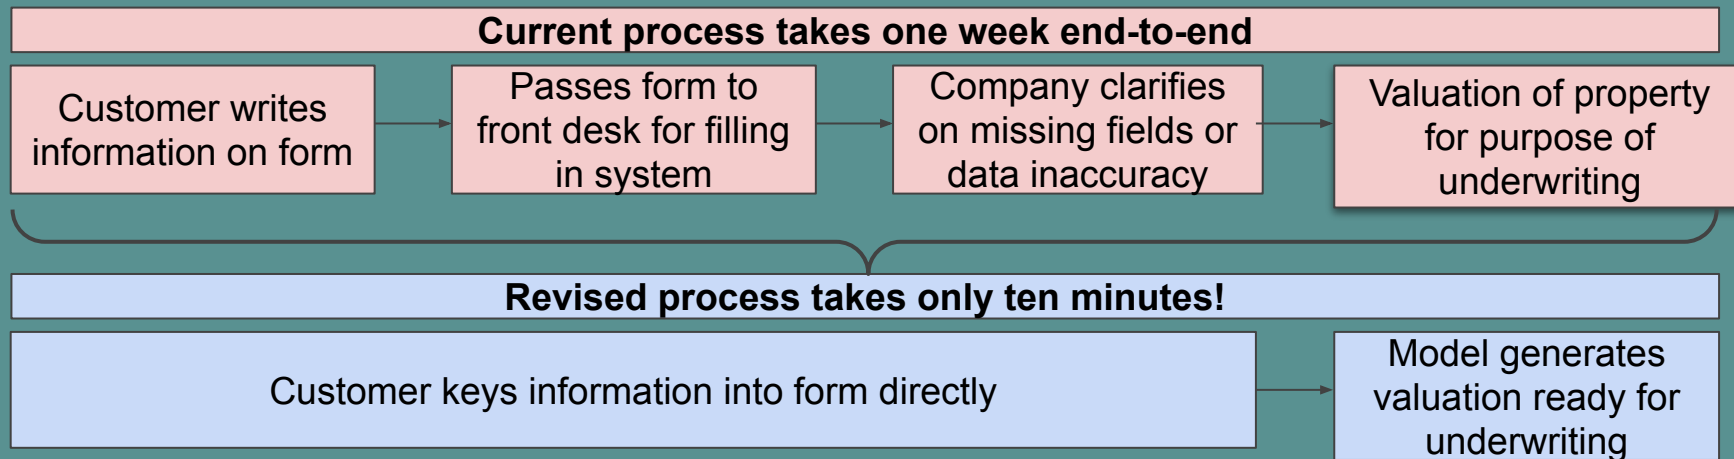 Current process takes one week end-to-end
Customer writes
information on form
Passes form to
front desk for filling
in system
Company clarifies
on missing fields or
data inaccuracy
Valuation of property
for purpose of
underwriting
Revised process takes only ten minutes!
Customer keys information into form directly
Model generates
valuation ready for
underwriting